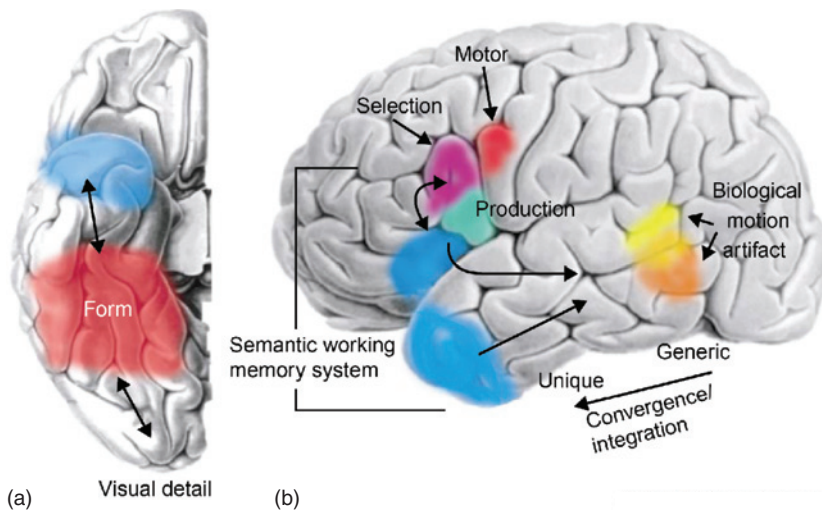 Form
Visual detail
(a)
Motor
Selection
Production
Biological
motion
artifact
Semantic working
memory system
Generic
Unique
Convergence/
integration
(b)